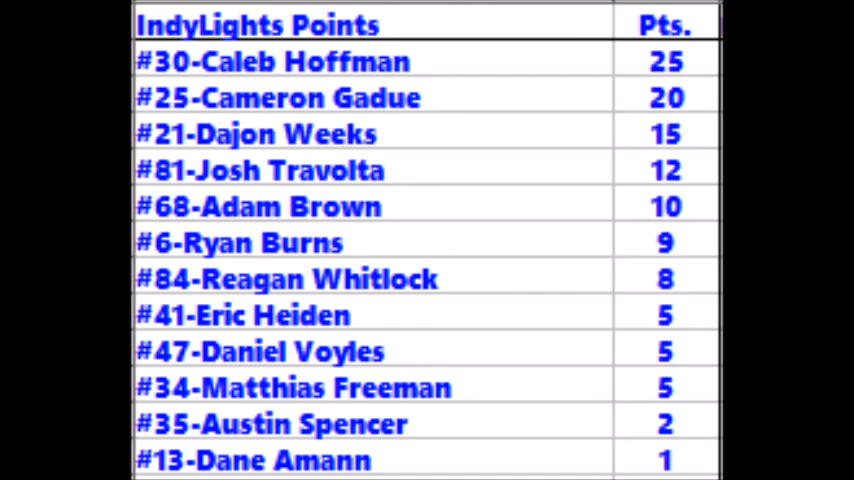 IndyLights Points Pts.
#30-Caleb Hoffman 25
#25-Cameron Gadue 20
#21-Dajon Weeks 15
#81-Josh Travolta 12
#68-Adam Brown 10
#6-Ryan Burns 9
#84-Reagan Whitlock 8
#41-Eric Heiden 5
#47-Daniel Voyles 5
#34-Matthias Freeman 5
#35-Austin Spencer 2
#13-Dane Amann 1